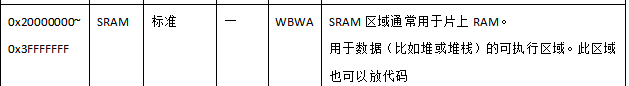 0x20000000~ SRAM 标准 — WBWA SRAM 区域通常用于片上 RAM。
0x3FFFFFFF 用于数据（比如堆或堆栈）的可执行区域。此区域
也可以放代码